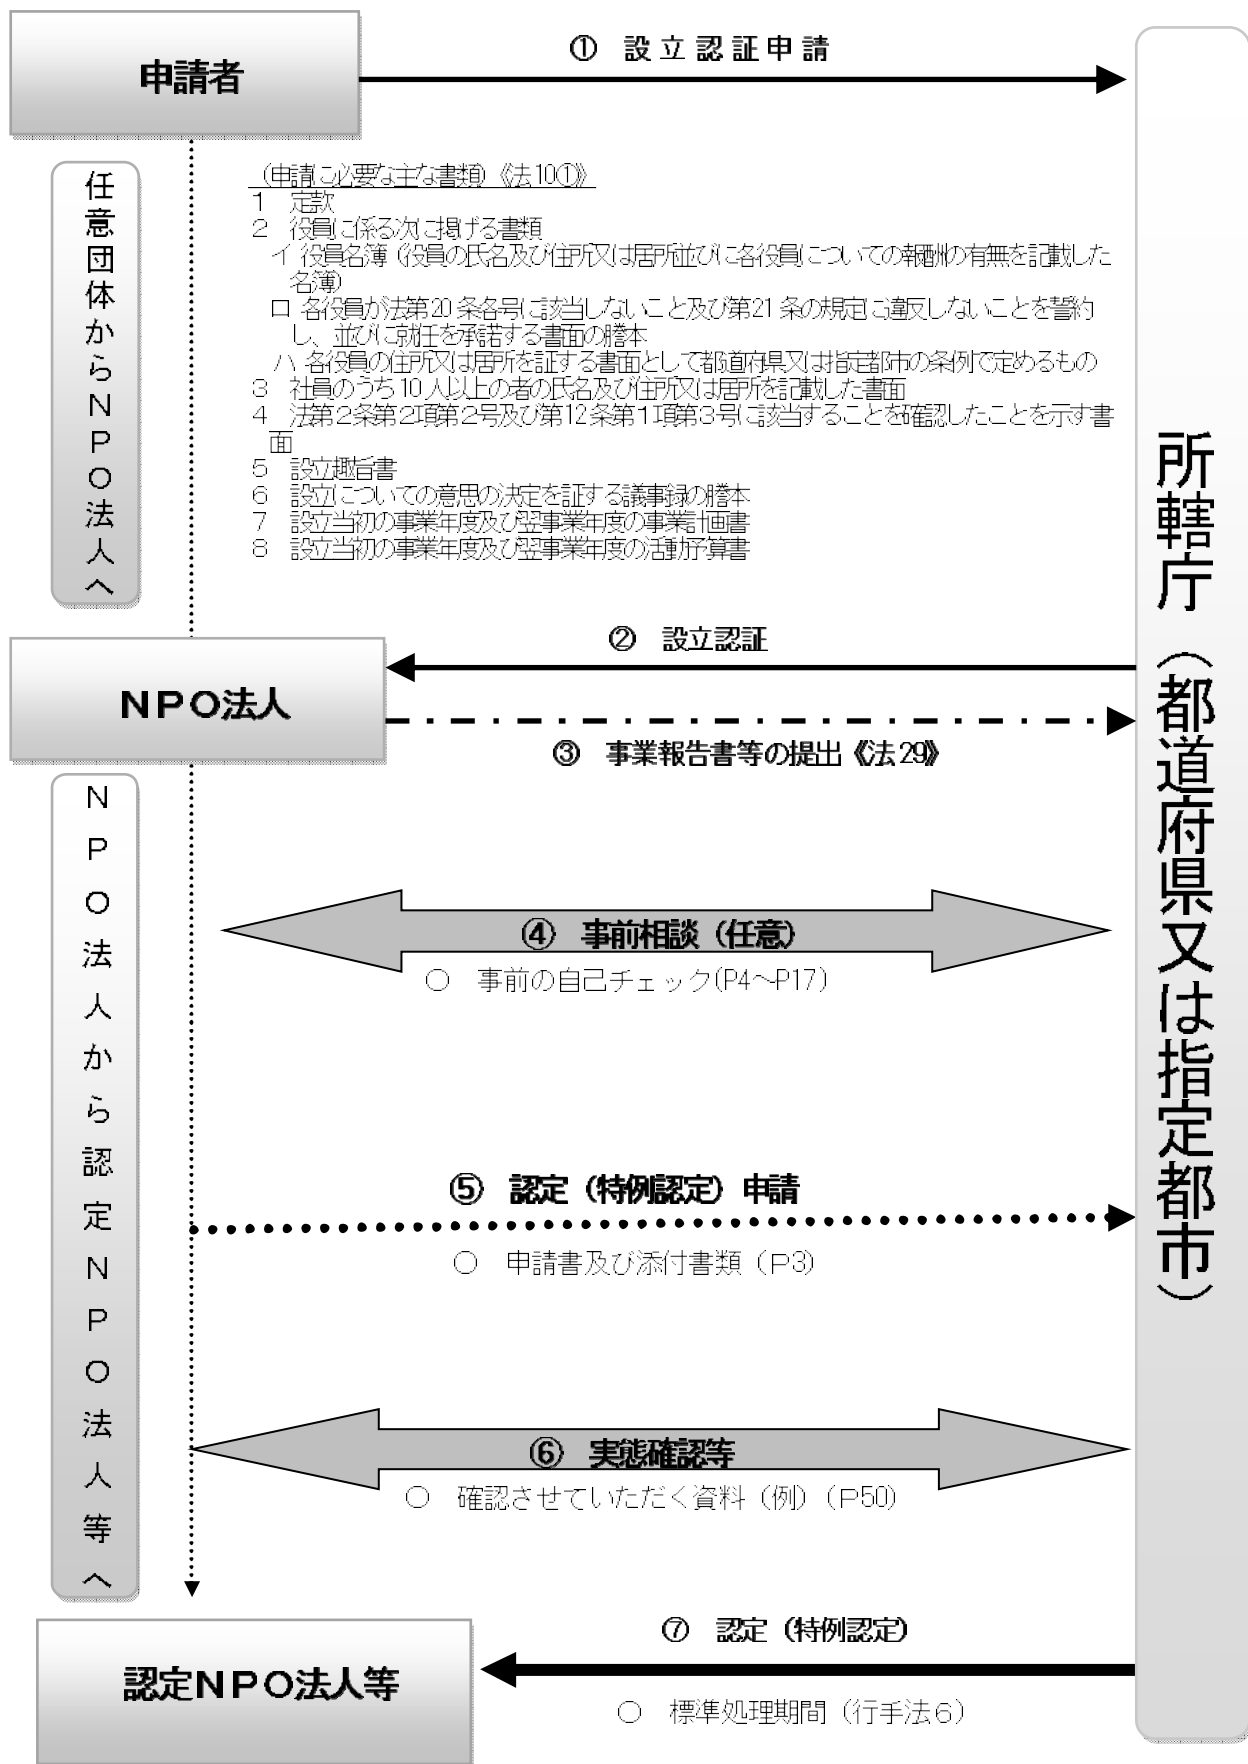 申請者
① 設立認証申請
任意団体からNPO法人へ
（申請に必要な主な書類）《法10①》
1 定款
2 役員に係る次に掲げる書類
イ 役員名簿（役員の氏名及び住所又は居所並びに各役員についての報酬の有無を記載した
名簿）
ロ 各役員が法第20条各号に該当しないこと及び第21条の規定に違反しないことを誓約
し、並びに就任を承諾する書面の謄本
ハ 各役員の住所又は居所を証する書面として都道府県又は指定都市の条例で定めるもの
3 社員のうち10人以上の者の氏名及び住所又は居所を記載した書面
4 法第2条第2項第2号及び第12条第1項第3号に該当することを確認したことを示す書
面
5 設立趣旨書
6 設立についての意思の決定を証する議事録の謄本
7 設立当初の事業年度及び翌事業年度の事業計画書
8 設立当初の事業年度及び翌事業年度の活動予算書
所轄庁（都道府県又は指定都市）
② 設立認証
NPO法人
③ 事業報告書等の提出《法29》
NPO法人から認定NPO法人等へ
④ 事前相談（任意）
○ 事前の自己チェック(P4～P17)
⑤ 認定（特例認定）申請
○ 申請書及び添付書類（P3）
⑥ 実態確認等
○ 確認させていただく資料（例）（P50）
⑦ 認定（特例認定）
認定NPO法人等
○ 標準処理期間（行手法6）